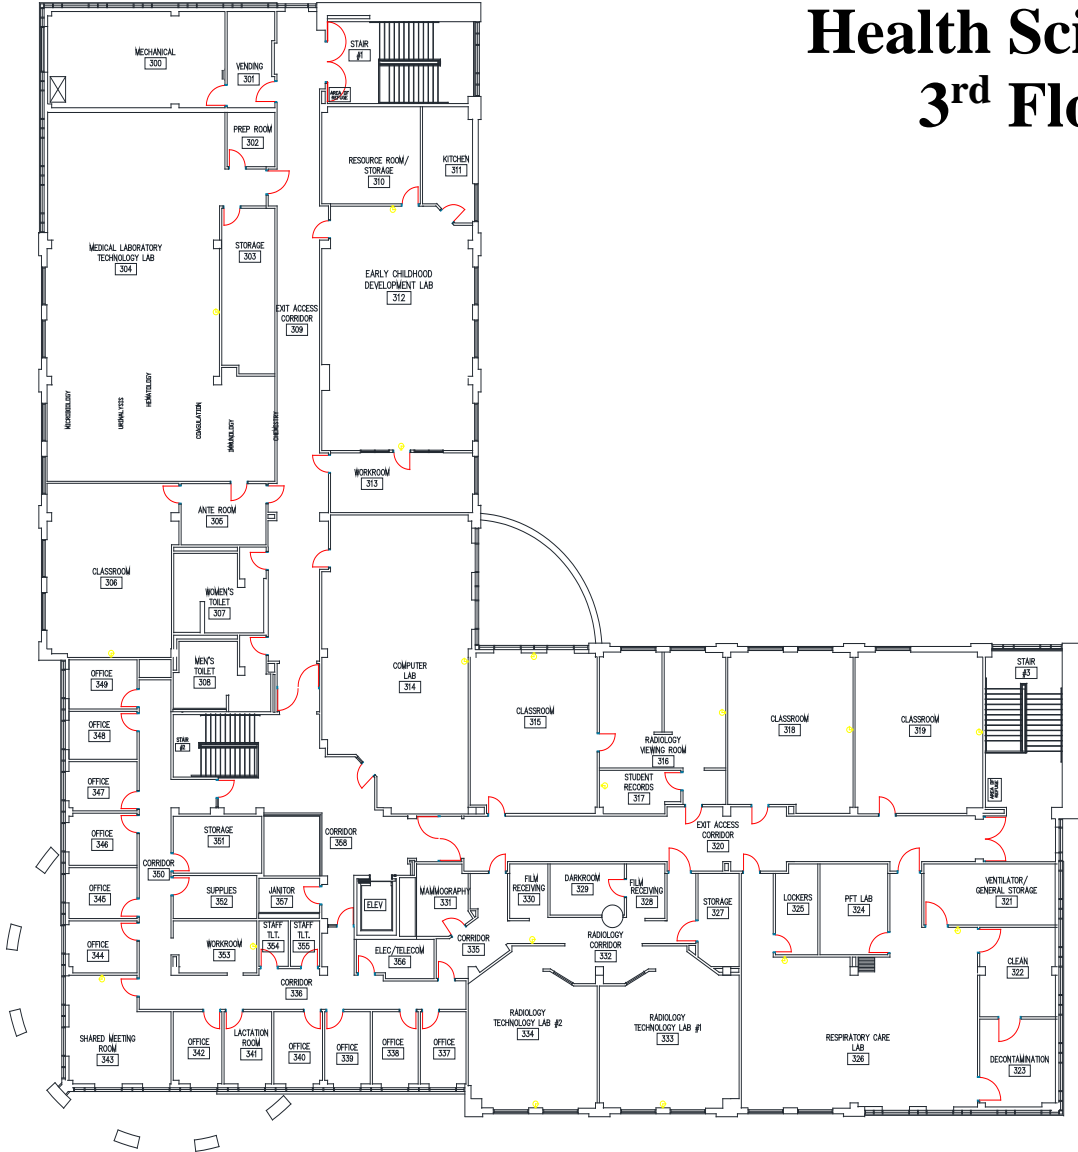 Health Sci
3rd Flo
MECHANICAL
300
VENDING
301
STAIR
#1
AREA OF
REFUGE
PREP ROOM
302
RESOURCE ROOM/
STORAGE
310
KITCHEN
311
MEDICAL LABORATORY
TECHNOLOGY LAB
304
STORAGE
303
EARLY CHILDHOOD
DEVELOPMENT LAB
312
EXIT ACCESS
CORRIDOR
309
MICROBIOLOGY
URINALYSIS
HEMATOLOGY
COAGULATION
IMMUNOLOGY
CHEMISTRY
WORKROOM
313
ANTE ROOM
305
CLASSROOM
306
WOMEN'S
TOILET
307
MEN'S
TOILET
308
COMPUTER
LAB
314
OFFICE
349
OFFICE
348
STAIR
#2
OFFICE
347
CLASSROOM
315
RADIOLOGY
VIEWING ROOM
316
STUDENT
RECORDS
317
CLASSROOM
318
CLASSROOM
319
STAIR
#3
AREA OF
REFUGE
OFFICE
346
STORAGE
351
CORRIDOR
358
EXIT ACCESS
CORRIDOR
320
CORRIDOR
350
OFFICE
345
SUPPLIES
352
JANITOR
357
ELEV
MAMMOGRAPHY
331
FILM
RECEIVING
330
DARKROOM
329
FILM
RECEIVING
328
STORAGE
327
LOCKERS
325
PFT LAB
324
VENTILATOR/
GENERAL STORAGE
321
OFFICE
344
WORKROOM
353
STAFF
TLT.
354
STAFF
TLT.
355
ELEC/TELECOM
356
CORRIDOR
335
RADIOLOGY
CORRIDOR
332
CLEAN
322
CORRIDOR
336
SHARED MEETING
ROOM
343
OFFICE
342
LACTATION
ROOM
341
OFFICE
340
OFFICE
339
OFFICE
338
OFFICE
337
RADIOLOGY
TECHNOLOGY LAB #2
334
RADIOLOGY
TECHNOLOGY LAB #1
333
RESPIRATORY CARE
LAB
326
DECONTAMINATION
323